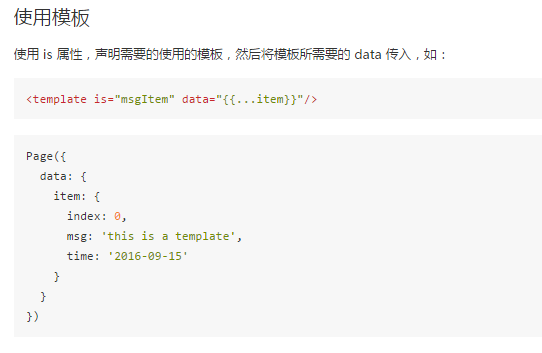 使用模板
使用 is 属性，声明需要的使用的模板，然后将模板所需要的 data 传入，如：
<template is="msgItem" data="{{...item}}"/>
Page({
  data: {
    item: {
      index: 0,
      msg: 'this is a template',
      time: '2016-09-15'
    }
  }
})